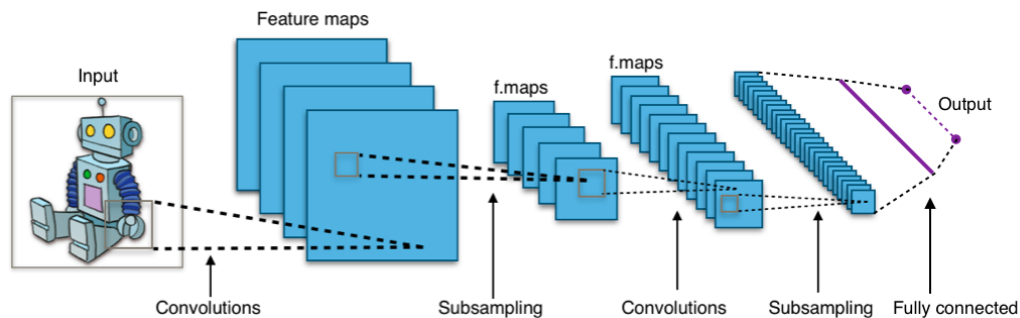 Feature maps
Input
f.maps
f.maps
Output
Convolutions
Subsampling
Convolutions
Subsampling
Fully connected